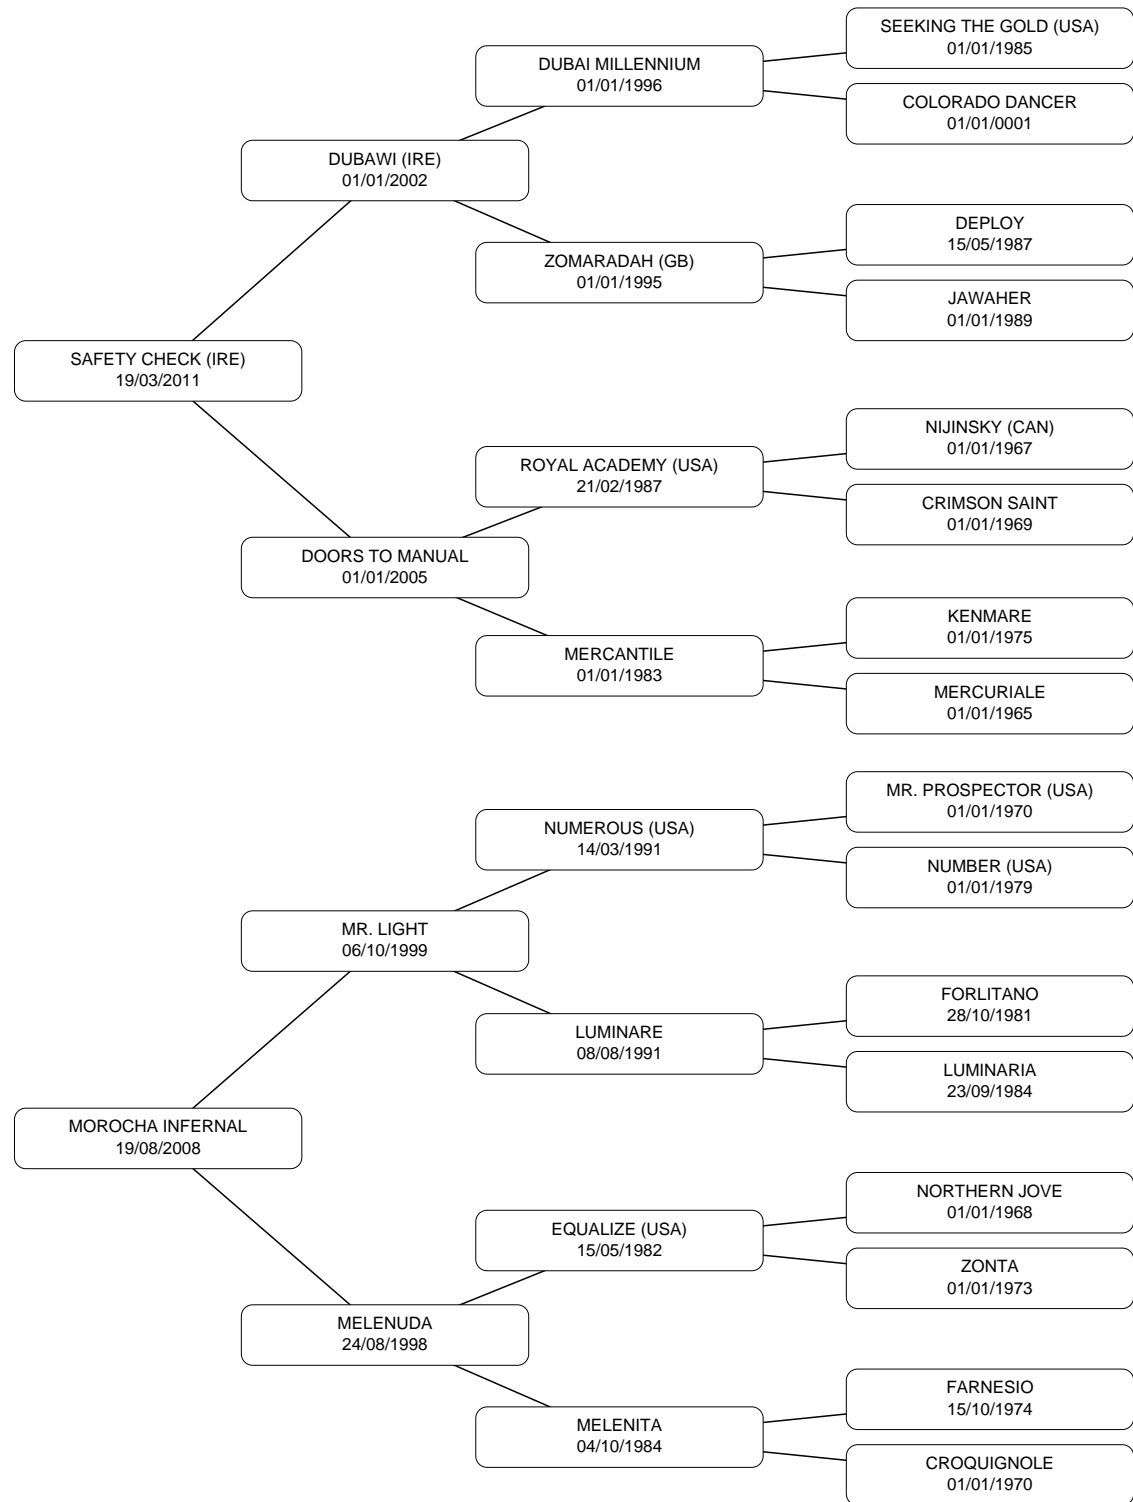 SEEKING THE GOLD (USA)
01/01/1985
DUBAI MILLENNIUM
01/01/1996
COLORADO DANCER
01/01/0001
DUBAWI (IRE)
01/01/2002
DEPLOY
15/05/1987
ZOMARADAH (GB)
01/01/1995
JAWAHER
01/01/1989
SAFETY CHECK (IRE)
19/03/2011
NIJINSKY (CAN)
01/01/1967
ROYAL ACADEMY (USA)
21/02/1987
CRIMSON SAINT
01/01/1969
DOORS TO MANUAL
01/01/2005
KENMARE
01/01/1975
MERCANTILE
01/01/1983
MERCURIALE
01/01/1965
MR. PROSPECTOR (USA)
01/01/1970
NUMEROUS (USA)
14/03/1991
NUMBER (USA)
01/01/1979
MR. LIGHT
06/10/1999
FORLITANO
28/10/1981
LUMINARE
08/08/1991
LUMINARIA
23/09/1984
MOROCHA INFERNAL
19/08/2008
NORTHERN JOVE
01/01/1968
EQUALIZE (USA)
15/05/1982
ZONTA
01/01/1973
MELENUDA
24/08/1998
FARNESIO
15/10/1974
MELENITA
04/10/1984
CROQUIGNOLE
01/01/1970